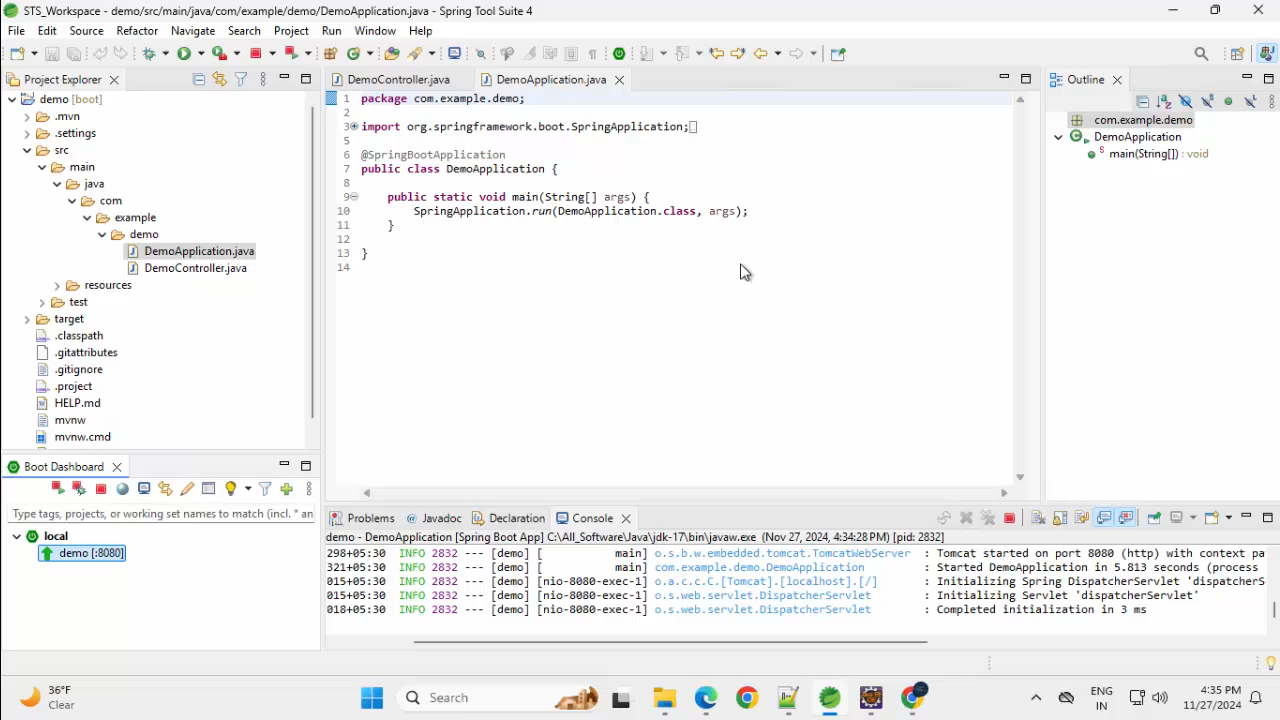 STS_Workspace - demo/src/main/java/com/example/demo/DemoApplication.java - Spring Tool Suite 4
File Edit Source Refactor Navigate Search Project Run Window Help
Project Explorer
demo [boot]
.mvn
.settings
src
main
java
com
example
demo
DemoApplication.java
DemoController.java
resources
test
target
.classpath
.gitattributes
.gitignore
.project
HELP.md
mvnw
mvnw.cmd
DemoController.java DemoApplication.java
1 package com.example.demo;
2
3 import org.springframework.boot.SpringApplication;
5
6 @SpringBootApplication
7 public class DemoApplication {
8
9 public static void main(String[] args) {
10 SpringApplication.run(DemoApplication.class, args);
11 }
12
13 }
14
Outline
com.example.demo
DemoApplication
main(String[]) : void
Boot Dashboard
Type tags, projects, or working set names to match (incl. * an
local
demo [:8080]
Problems Javadoc Declaration Console
demo - DemoApplication [Spring Boot App] C:\All_Software\Java\jdk-17\bin\javaw.exe (Nov 27, 2024, 4:34:28 PM) [pid: 2832]
298+05:30 INFO 2832 --- [demo] [ main] o.s.b.w.embedded.tomcat.TomcatWebServer : Tomcat started on port 8080 (http) with context pa
321+05:30 INFO 2832 --- [demo] [ main] com.example.demo.DemoApplication : Started DemoApplication in 5.813 seconds (process
015+05:30 INFO 2832 --- [demo] [nio-8080-exec-1] o.a.c.c.C.[Tomcat].[localhost].[/] : Initializing Spring DispatcherServlet 'dispatcherS
015+05:30 INFO 2832 --- [demo] [nio-8080-exec-1] o.s.web.servlet.DispatcherServlet : Initializing Servlet 'dispatcherServlet'
018+05:30 INFO 2832 --- [demo] [nio-8080-exec-1] o.s.web.servlet.DispatcherServlet : Completed initialization in 3 ms
36°F
Clear
Search
ENG
IN
4:35 PM
11/27/2024